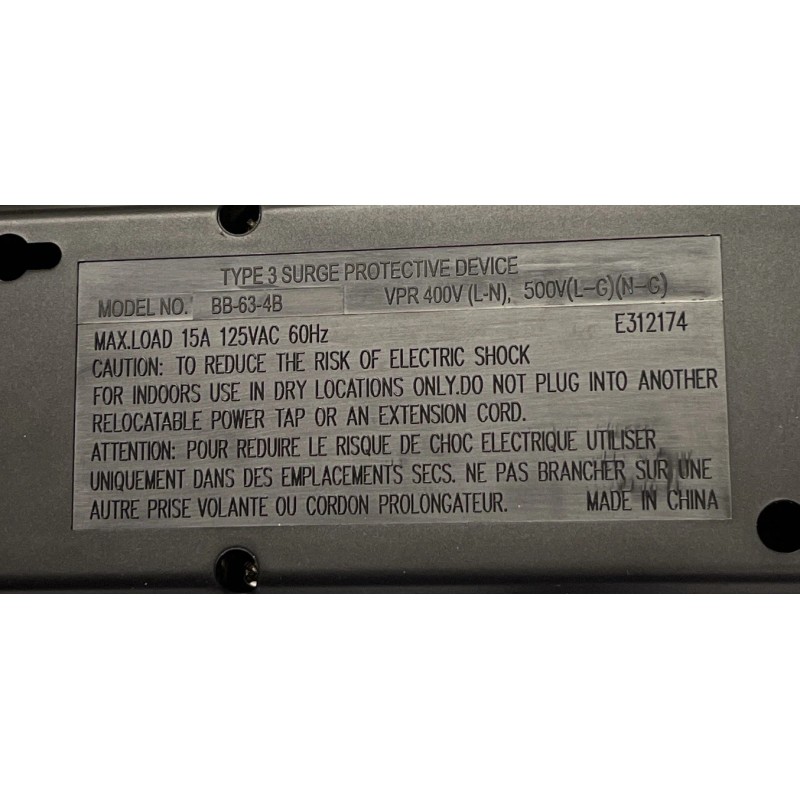 TYPE 3 SURGE PROTECTIVE DEVICE
MODEL NO. BB-63-4B VPR 400V (L-N), 500V(L-G)(N-G)
MAX.LOAD 15A 125VAC 60Hz E312174
CAUTION: TO REDUCE THE RISK OF ELECTRIC SHOCK
FOR INDOORS USE IN DRY LOCATIONS ONLY.DO NOT PLUG INTO ANOTHER
RELOCATABLE POWER TAP OR AN EXTENSION CORD.
ATTENTION: POUR REDUIRE LE RISQUE DE CHOC ELECTRIQUE UTILISER
UNIQUEMENT DANS DES EMPLACEMENTS SECS. NE PAS BRANCHER SUR UNE
AUTRE PRISE VOLANTE OU CORDON PROLONGATEUR. MADE IN CHINA